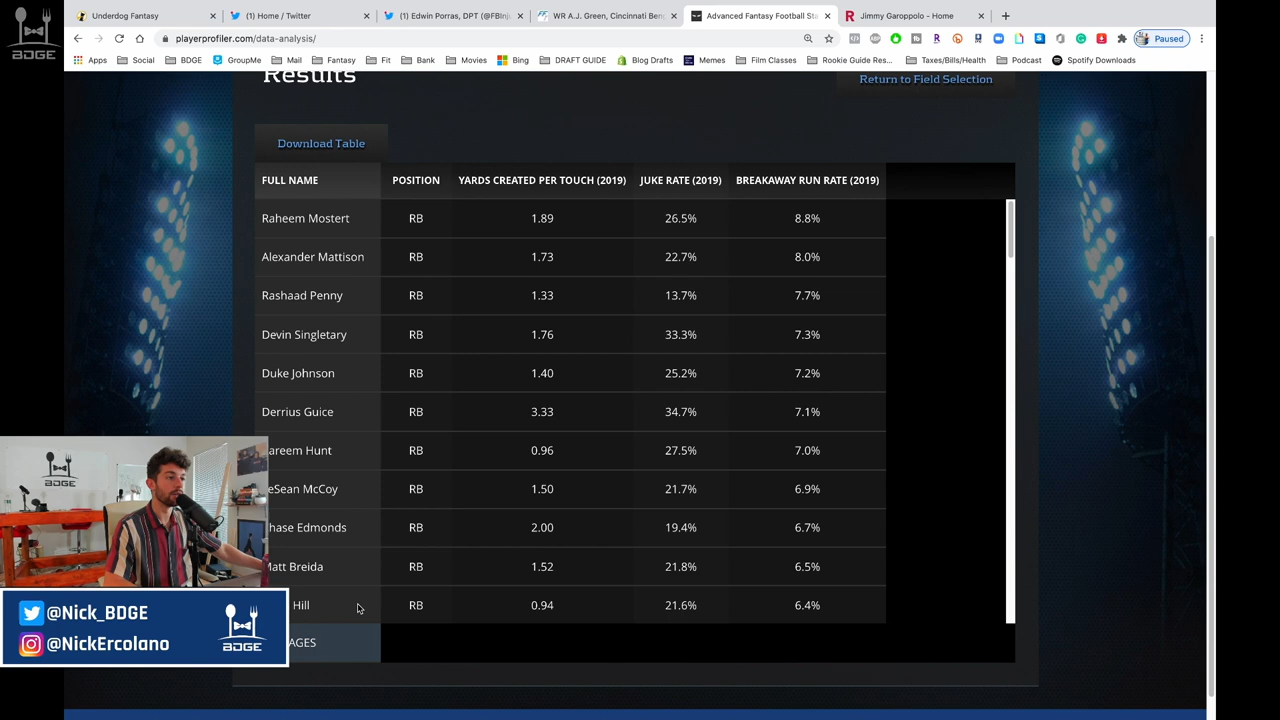 BDGE
Underdog Fantasy
(1) Home / Twitter
(1) Edwin Porras, DPT (@FBInj
WR A.J. Green, Cincinnati Ben
Advanced Fantasy Football Sta
Jimmy Garoppolo - Home
playerprofiler.com/data-analysis/
Paused
Apps
Social
BDGE
GroupMe
Mail
Fantasy
Fit
Bank
Movies
Bing
DRAFT GUIDE
Blog Drafts
Memes
Film Classes
Rookie Guide Res...
Taxes/Bills/Health
Podcast
Spotify Downloads
Results
Return to Field Selection
Download Table
FULL NAME POSITION YARDS CREATED PER TOUCH (2019) JUKE RATE (2019) BREAKAWAY RUN RATE (2019)
Raheem Mostert RB 1.89 26.5% 8.8%
Alexander Mattison RB 1.73 22.7% 8.0%
Rashaad Penny RB 1.33 13.7% 7.7%
Devin Singletary RB 1.76 33.3% 7.3%
Duke Johnson RB 1.40 25.2% 7.2%
Derrius Guice RB 3.33 34.7% 7.1%
areem Hunt RB 0.96 27.5% 7.0%
eSean McCoy RB 1.50 21.7% 6.9%
hase Edmonds RB 2.00 19.4% 6.7%
Matt Breida RB 1.52 21.8% 6.5%
Hill RB 0.94 21.6% 6.4%
AGES
BDGE
@Nick_BDGE
@NickErcolano
BDGE